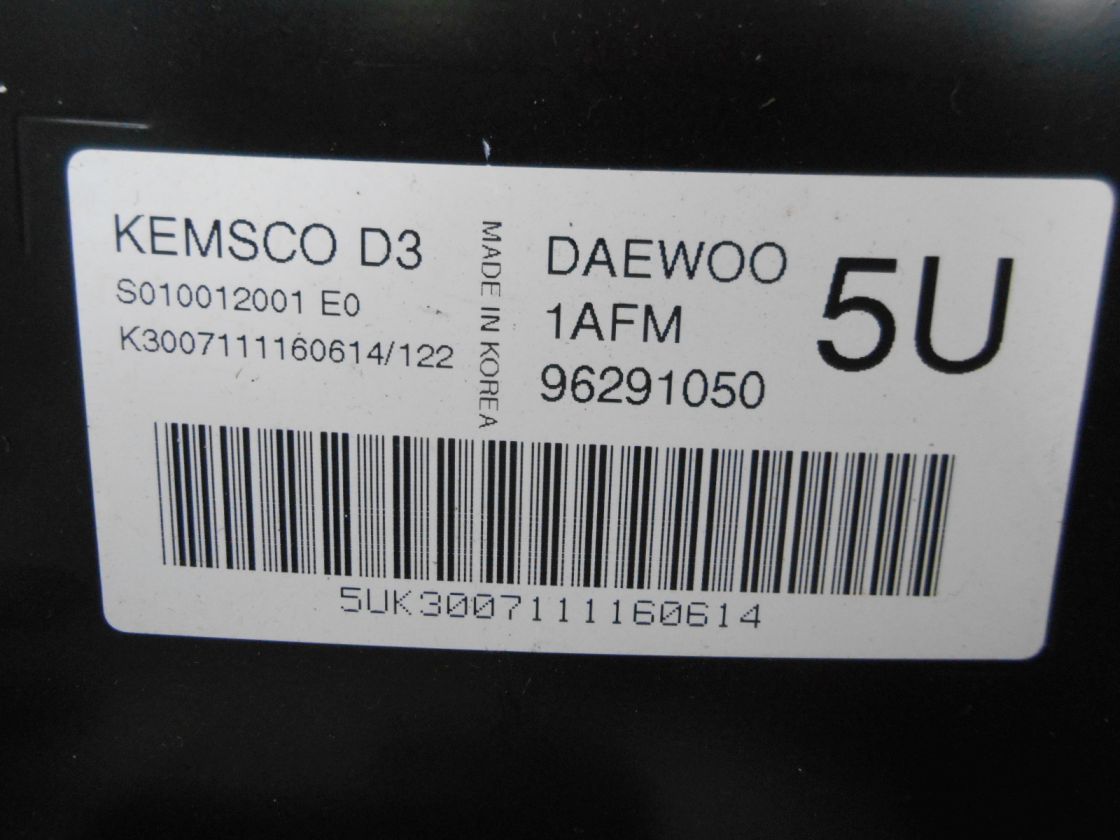 KEMSCO D3
S010012001 E0
K3007111160614/122
MADE IN KOREA
DAEWOO
1AFM
96291050
5U
5UK3007111160614